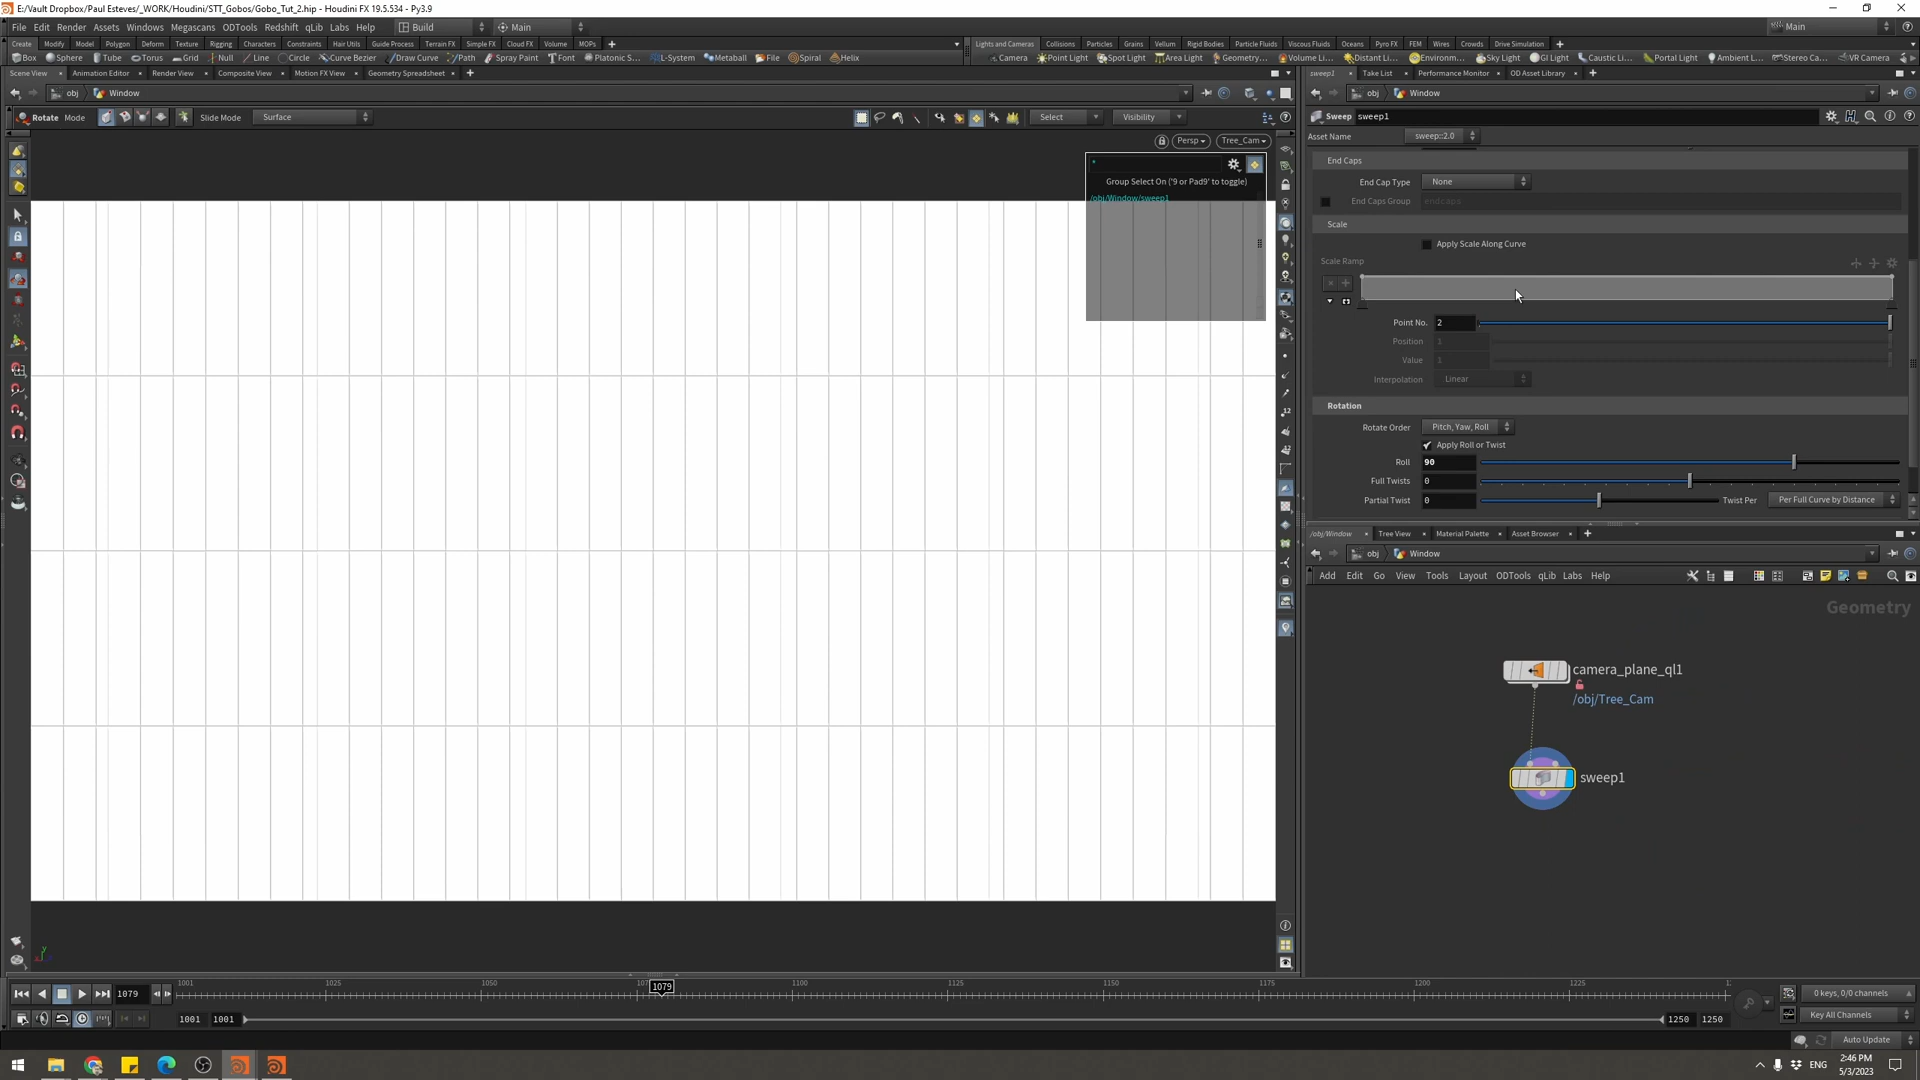 E:/Vault Dropbox/Paul Esteves/_WORK/Houdini/STT_Gobos/Gobo_Tut_2.hip - Houdini FX 19.5.534 - Py3.9
File Edit Render Assets Windows Megascans ODTools Redshift qLib Labs Help Build Main Main
Create Modify Model Polygon Deform Texture Rigging Characters Constraints Hair Utils Guide Process Terrain FX Simple FX Cloud FX Volume MOPs
Lights and Cameras Collisions Particles Grains Vellum Rigid Bodies Particle Fluids Viscous Fluids Oceans Pyro FX FEM Wires Crowds Drive Simulation
Box Sphere Tube Torus Grid Null Line Circle Curve Bezier Draw Curve Path Spray Paint Font Platonic S... L-System Metaball File Spiral Helix
Camera Point Light Spot Light Area Light Geometry... Volume Li... Distant Li... Environm... Sky Light GI Light Caustic Li... Portal Light Ambient L... Stereo Ca... VR Camera
Scene View Animation Editor Render View Composite View Motion FX View Geometry Spreadsheet
sweep1 Take List Performance Monitor OD Asset Library
obj Window
obj Window
Rotate Mode Slide Mode Surface Select Visibility
Sweep sweep1
Asset Name sweep::2.0
Persp Tree_Cam
Group Select On ('9 or Pad9' to toggle)
/obj/Window/sweep1
End Caps
End Cap Type None
End Caps Group endcaps
Scale
Apply Scale Along Curve
Scale Ramp
Point No. 2
Position 1
Value 1
Interpolation Linear
Rotation
Rotate Order Pitch, Yaw, Roll
Apply Roll or Twist
Roll 90
Full Twists 0
Partial Twist 0 Twist Per Per Full Curve by Distance
/obj/Window Tree View Material Palette Asset Browser
obj Window
Add Edit Go View Tools Layout ODTools qLib Labs Help
Geometry
camera_plane_ql1
/obj/Tree_Cam
sweep1
1079
1001 1025 1050 1079 1100 1125 1150 1175 1200 1225
0 keys, 0/0 channels
1001 1001 1250 1250
Key All Channels
Auto Update
ENG
2:46 PM
5/3/2023